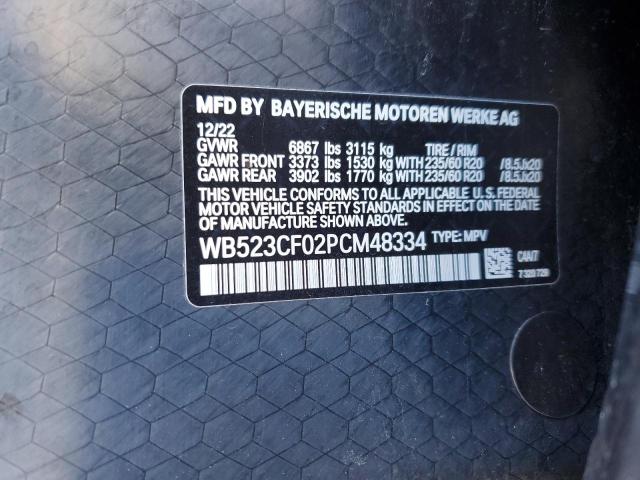 MFD BY BAYERISCHE MOTOREN WERKE AG
12/22
GVWR 6867 lbs 3115 kg TIRE / RIM
GAWR FRONT 3373 lbs 1530 kg WITH 235/60 R20 /8.5Jx20
GAWR REAR 3902 lbs 1770 kg WITH 235/60 R20 /8.5Jx20
THIS VEHICLE CONFORMS TO ALL APPLICABLE U. S. FEDERAL
MOTOR VEHICLE SAFETY STANDARDS IN EFFECT ON THE DATE OF
MANUFACTURE SHOWN ABOVE.
WB523CF02PCM48334 TYPE: MPV